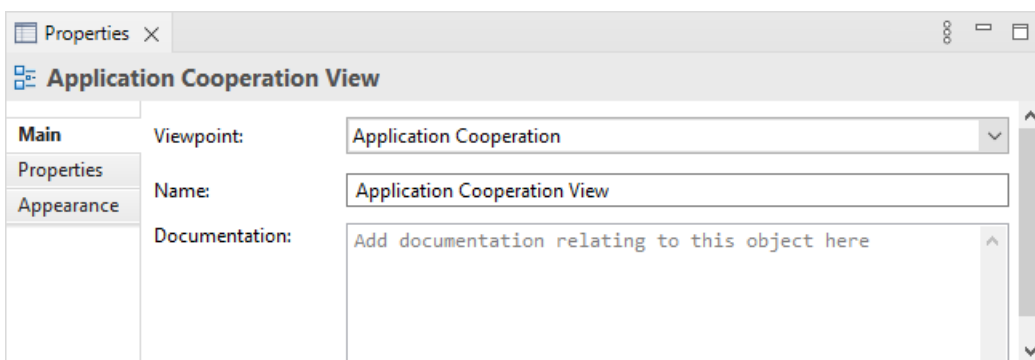 Properties
Application Cooperation View
Main
Properties
Appearance
Viewpoint: Application Cooperation
Name: Application Cooperation View
Documentation: Add documentation relating to this object here